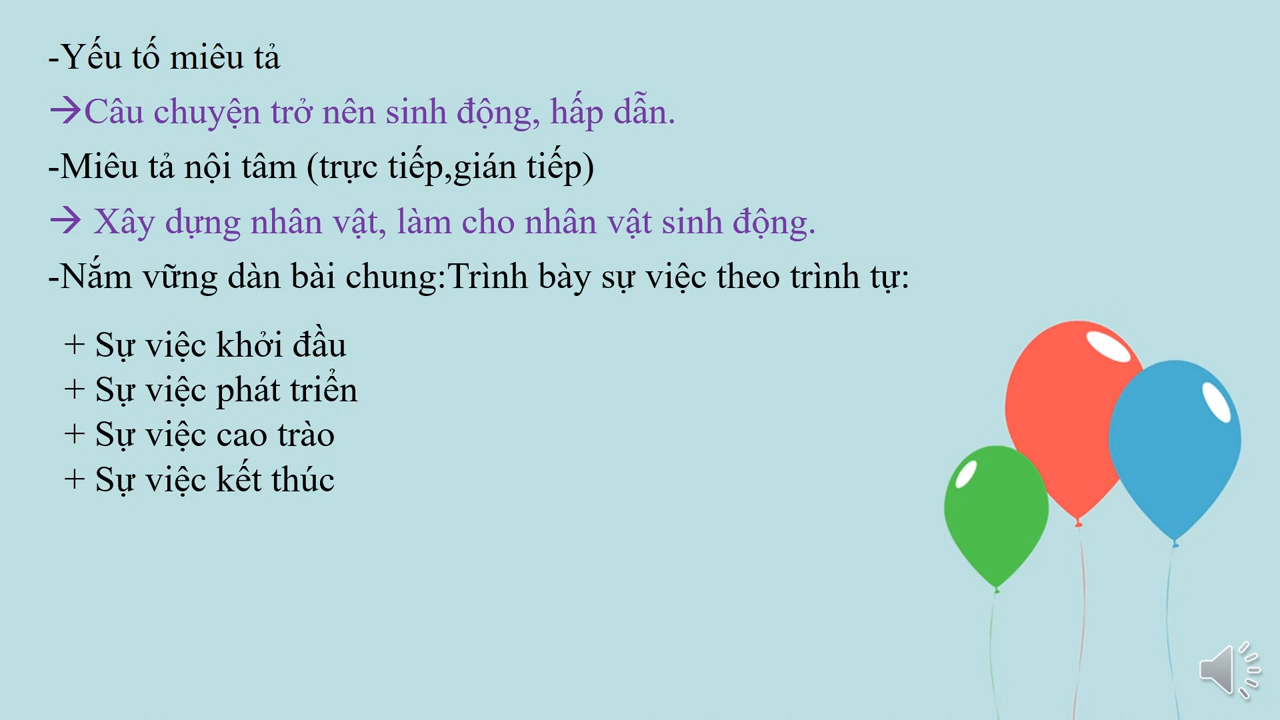 -Yếu tố miêu tả
→Câu chuyện trở nên sinh động, hấp dẫn.
-Miêu tả nội tâm (trực tiếp,gián tiếp)
→ Xây dựng nhân vật, làm cho nhân vật sinh động.
-Nắm vững dàn bài chung:Trình bày sự việc theo trình tự:
+ Sự việc khởi đầu
+ Sự việc phát triển
+ Sự việc cao trào
+ Sự việc kết thúc